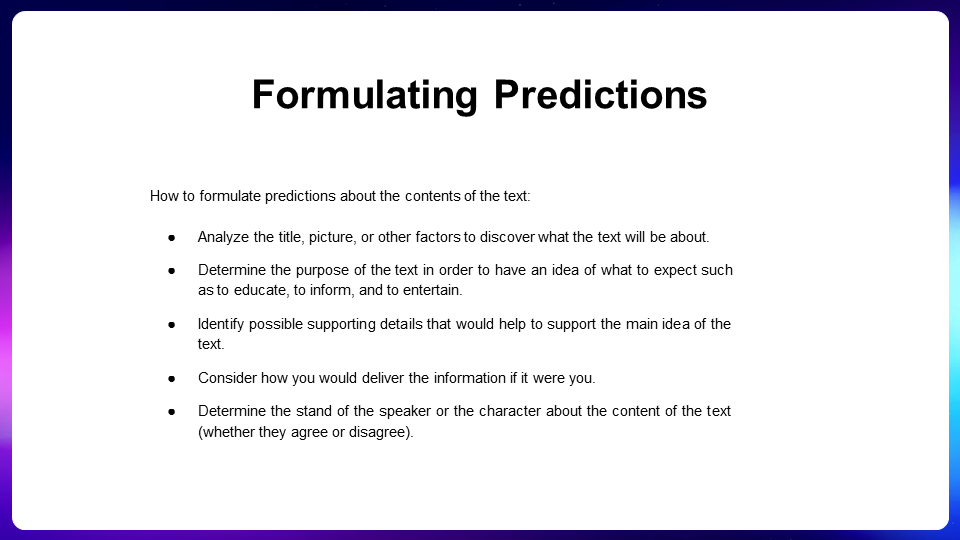 Formulating Predictions
How to formulate predictions about the contents of the text:
● Analyze the title, picture, or other factors to discover what the text will be about.
● Determine the purpose of the text in order to have an idea of what to expect such
as to educate, to inform, and to entertain.
● Identify possible supporting details that would help to support the main idea of the
text.
● Consider how you would deliver the information if it were you.
● Determine the stand of the speaker or the character about the content of the text
(whether they agree or disagree).